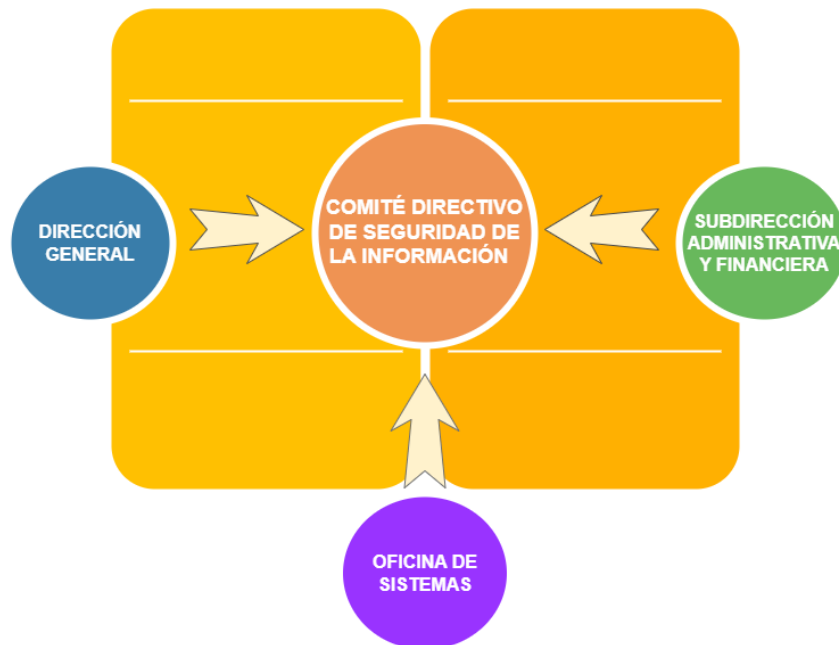 COMITÉ DIRECTIVO
DE SEGURIDAD DE
LA INFORMACIÓN
DIRECCIÓN
GENERAL
SUBDIRECCIÓN
ADMINISTRATIVA
Y FINANCIERA
OFICINA DE
SISTEMAS